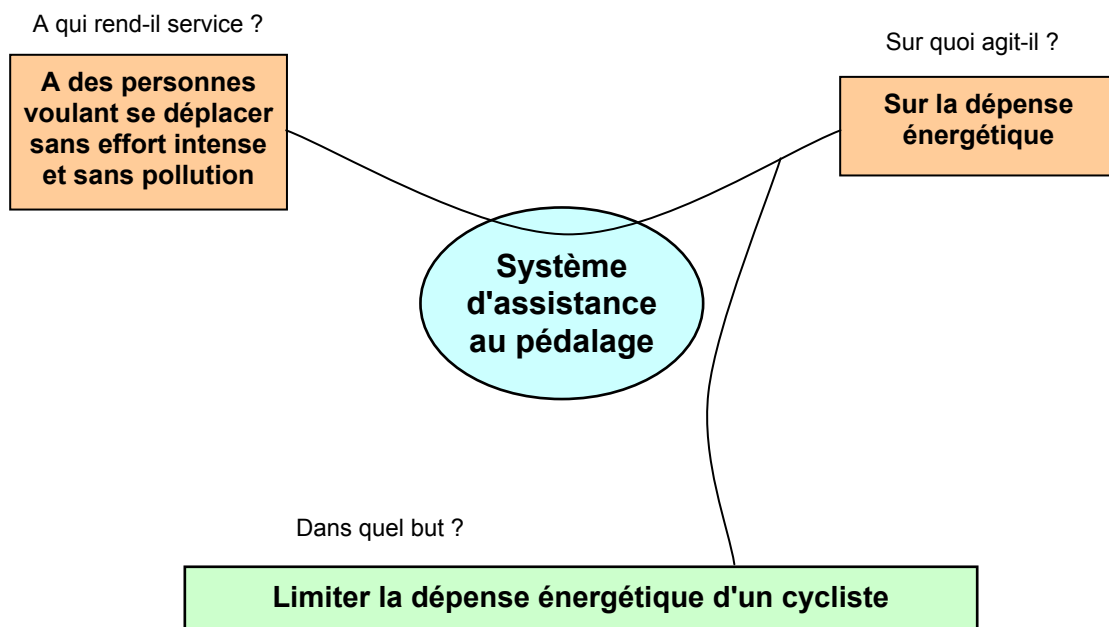 A qui rend-il service ?
Sur quoi agit-il ?
A des personnes
voulant se déplacer
sans effort intense
et sans pollution
Sur la dépense
énergétique
Système
d'assistance
au pédalage
Dans quel but ?
Limiter la dépense énergétique d'un cycliste